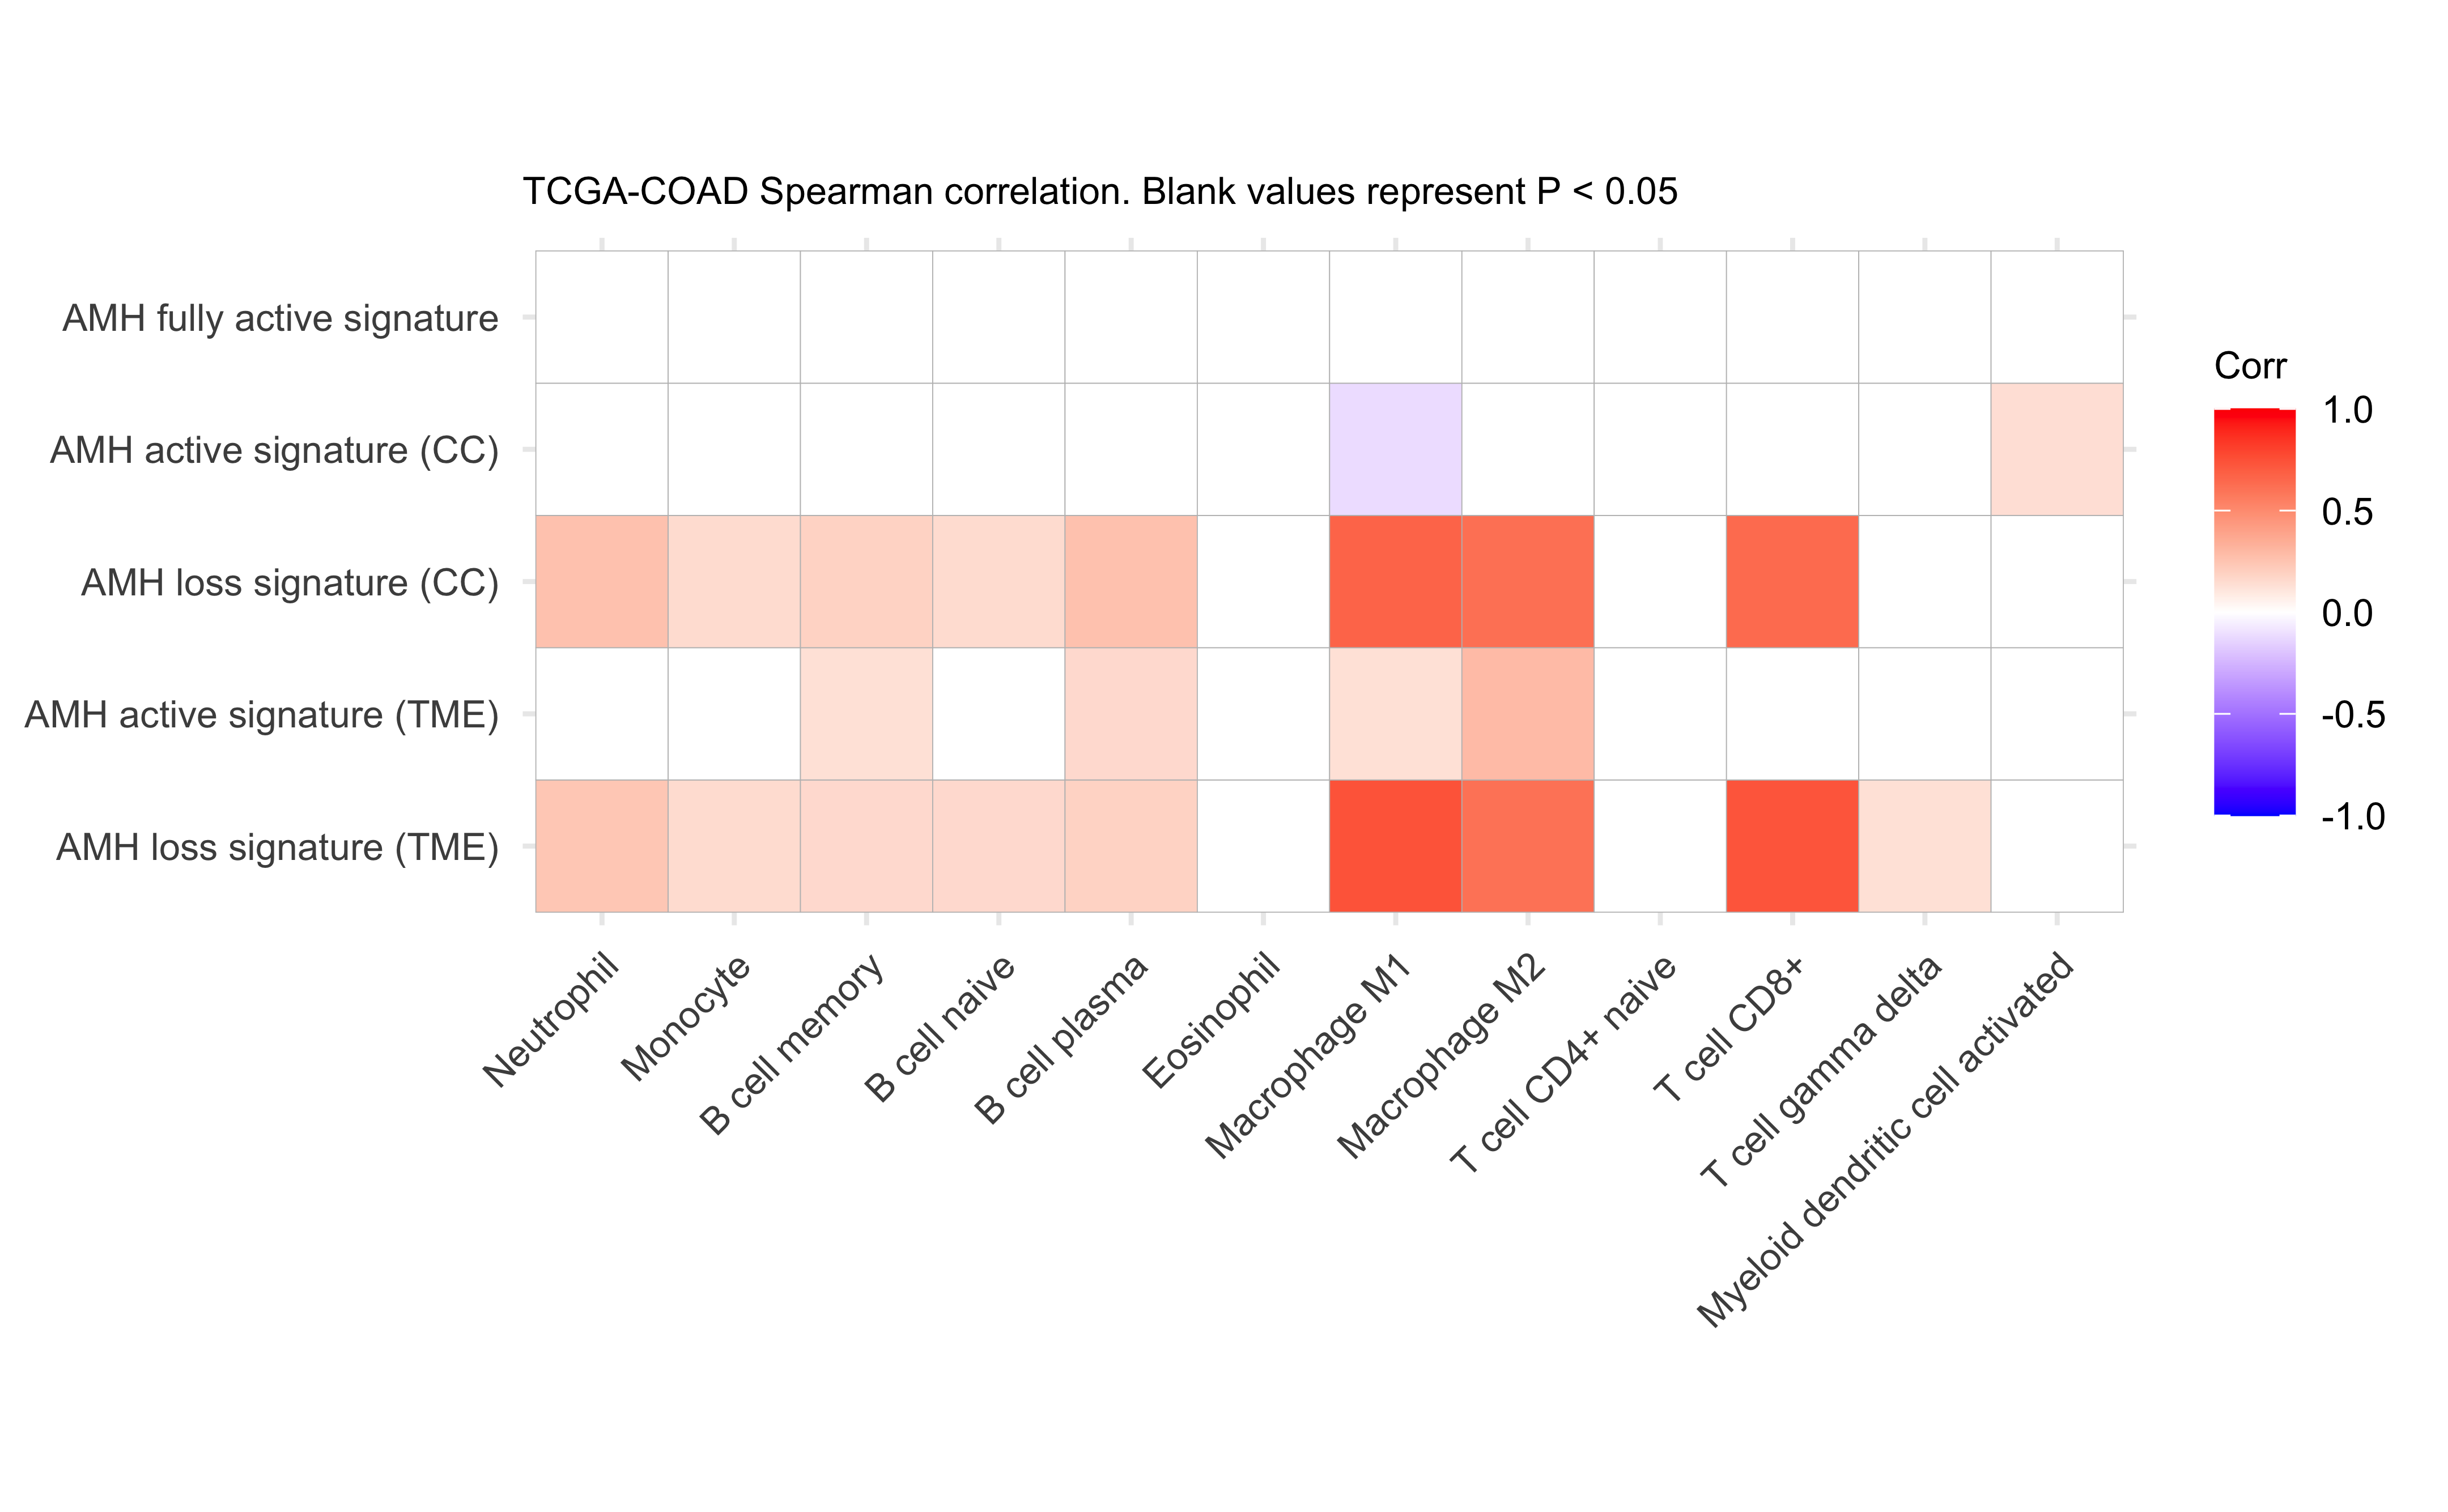 TCGA-COAD Spearman correlation. Blank values represent P < 0.05
AMH fully active signature
AMH active signature (CC)
AMH loss signature (CC)
AMH active signature (TME)
AMH loss signature (TME)
Neutrophil
Monocyte
B cell memory
B cell naive
B cell plasma
Eosinophil
Macrophage M1
Macrophage M2
T cell CD4+ naive
T cell CD8+
T cell gamma delta
Myeloid dendritic cell activated
Corr
1.0
0.5
0.0
-0.5
-1.0